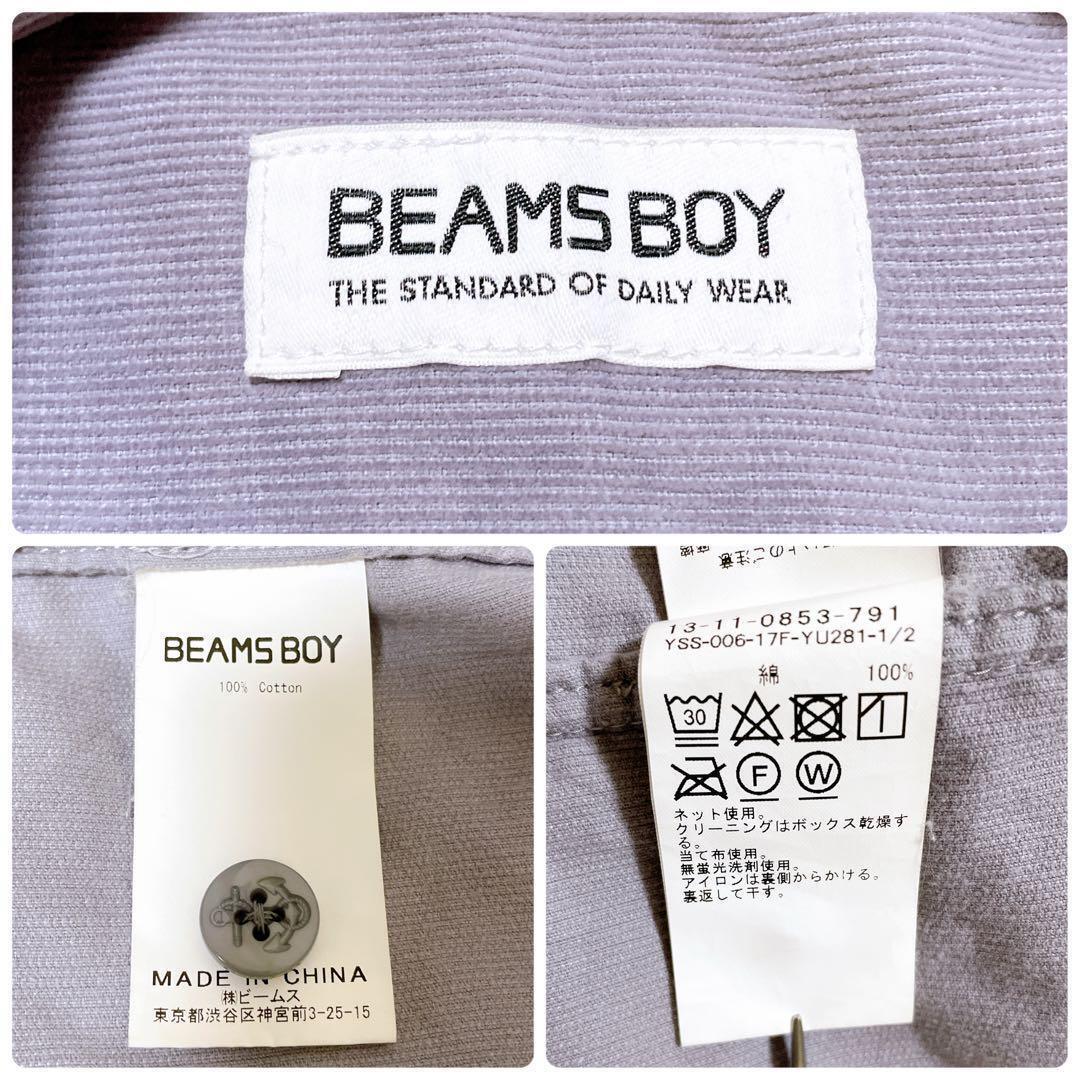 BEAMS BOY
THE STANDARD OF DAILY WEAR
BEAMS BOY
100% Cotton
MADE IN CHINA
㈱ビームス
東京都渋谷区神宮前3-25-15
のご注意
13-11-0853-791
YSS-006-17F-YU281-1/2
綿 100%
30
F W
ネット使用。
クリーニングはボックス乾燥す
る。
当て布使用。
無蛍光洗剤使用。
アイロンは裏側からかける。
裏返して干す。